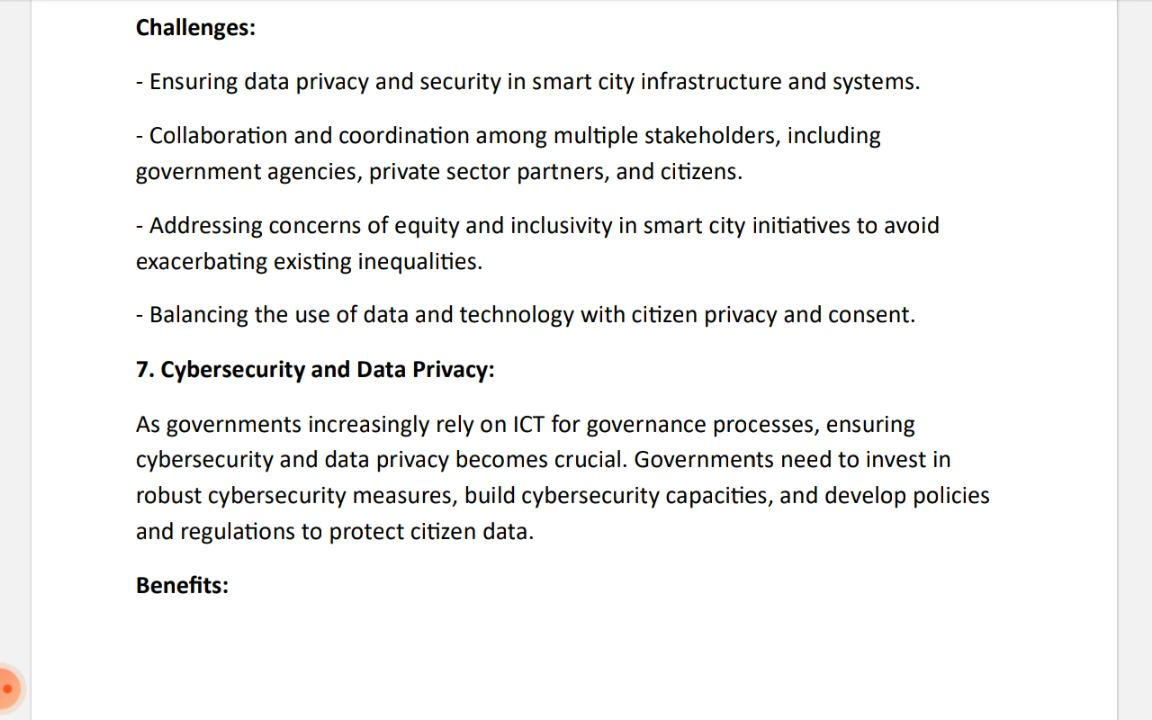 Challenges:
- Ensuring data privacy and security in smart city infrastructure and systems.
- Collaboration and coordination among multiple stakeholders, including
government agencies, private sector partners, and citizens.
- Addressing concerns of equity and inclusivity in smart city initiatives to avoid
exacerbating existing inequalities.
- Balancing the use of data and technology with citizen privacy and consent.
7. Cybersecurity and Data Privacy:
As governments increasingly rely on ICT for governance processes, ensuring
cybersecurity and data privacy becomes crucial. Governments need to invest in
robust cybersecurity measures, build cybersecurity capacities, and develop policies
and regulations to protect citizen data.
Benefits: